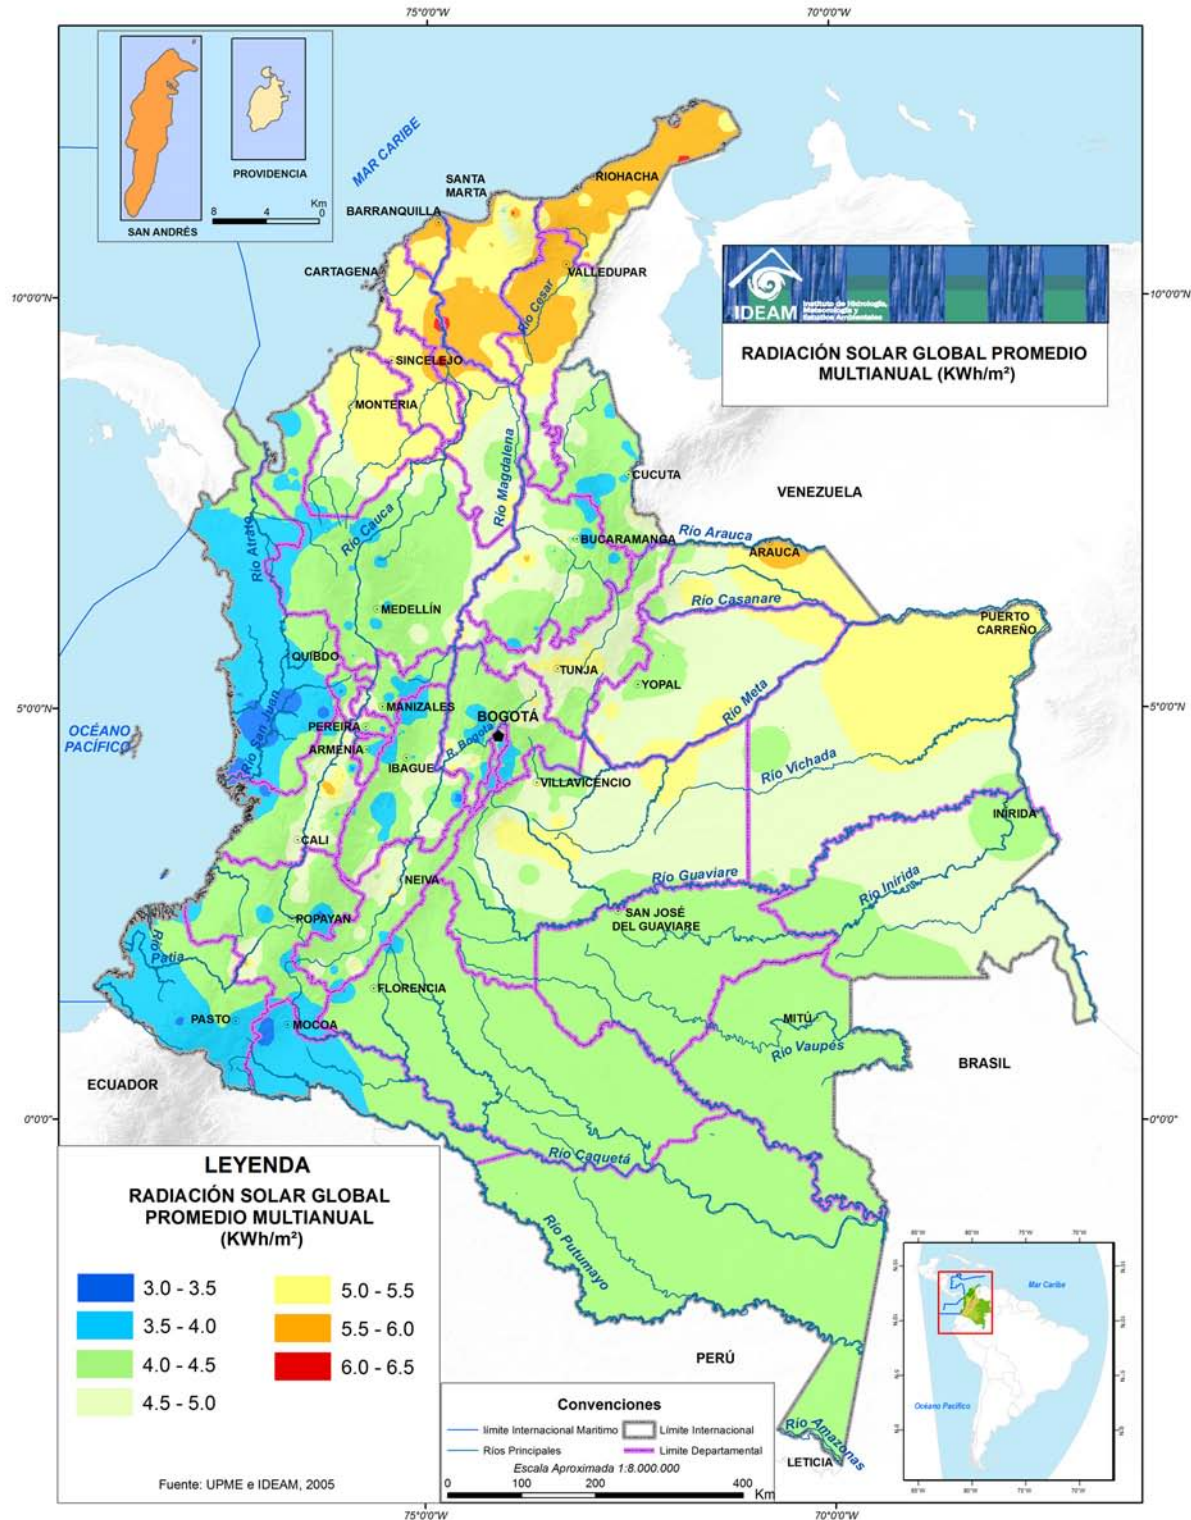 75°0'0"W
70°0'0"W
SAN ANDRÉS
PROVIDENCIA
Km
8
4
0
MAR CARIBE
SANTA
MARTA
RIOHACHA
BARRANQUILLA
CARTAGENA
VALLEDUPAR
10°0'0"N
10°0'0"N
Río Cesar
SINCELEJO
MONTERIA
IDEAM
Instituto de Hidrología,
Meteorología y
Estudios Ambientales
RADIACIÓN SOLAR GLOBAL PROMEDIO
MULTIANUAL (KWh/m²)
Río Magdalena
CUCUTA
VENEZUELA
Río Cauca
Río Atrato
BUCARAMANGA
Río Arauca
ARAUCA
Río Casanare
PUERTO
CARREÑO
MEDELLÍN
QUIBDO
TUNJA
YOPAL
Río San Juan
MANIZALES
Río Meta
5°0'0"N
5°0'0"N
OCÉANO
PACÍFICO
PEREIRA
BOGOTÁ
R. Bogota
ARMENIA
IBAGUE
VILLAVICENCIO
Río Vichada
INIRIDA
CALI
NEIVA
Río Guaviare
Río Inirida
POPAYAN
SAN JOSÉ
DEL GUAVIARE
Río
Patia
FLORENCIA
PASTO
MOCOA
MITÚ
Río Vaupés
ECUADOR
BRASIL
0°0'0"
0°0'0"
Río Caquetá
Río Putumayo
PERÚ
Río Amazonas
LETICIA
LEYENDA
RADIACIÓN SOLAR GLOBAL
PROMEDIO MULTIANUAL
(KWh/m²)
3.0 - 3.5
3.5 - 4.0
4.0 - 4.5
4.5 - 5.0
5.0 - 5.5
5.5 - 6.0
6.0 - 6.5
Fuente: UPME e IDEAM, 2005
Convenciones
límite Internacional Maritimo
Límite Internacional
Ríos Principales
Limite Departamental
Escala Aproximada 1:8.000.000
0
100
200
400
Km
Mar Caribe
Océano Pacífico
75°0'0"W
70°0'0"W